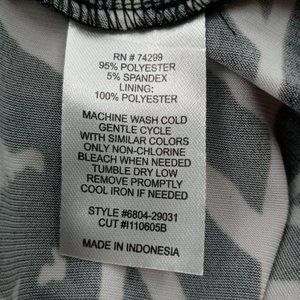 RN # 74299
95% POLYESTER
5% SPANDEX
LINING:
100% POLYESTER
MACHINE WASH COLD
GENTLE CYCLE
WITH SIMILAR COLORS
ONLY NON-CHLORINE
BLEACH WHEN NEEDED
TUMBLE DRY LOW
REMOVE PROMPTLY
COOL IRON IF NEEDED
STYLE #6804-29031
CUT #I110605B
MADE IN INDONESIA